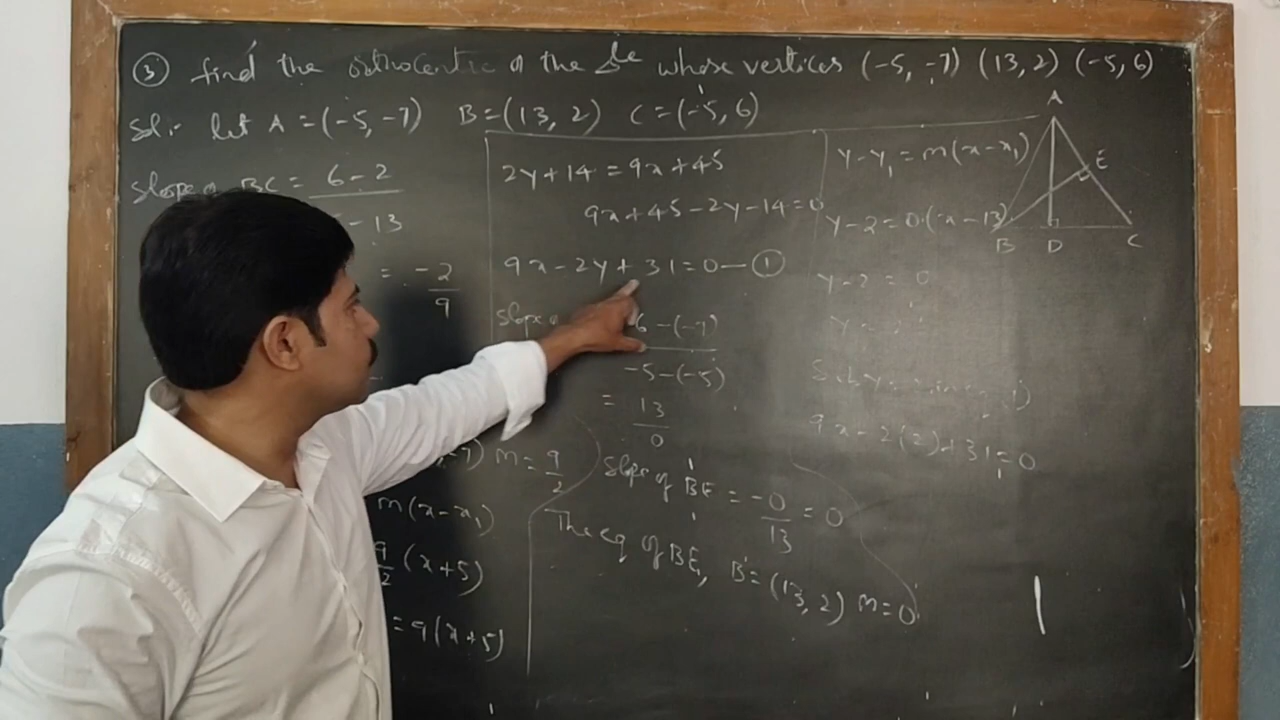 ③ find the orthocentic of the Δle whose vertices (-5, -7) (13, 2) (-5, 6)
Sol:- let A = (-5, -7) B = (13, 2) C = (-5, 6)
Slope of BC = 6 - 2
- 13
= -2/9
-7) m = 9/2
m(x - x₁)
9/2 (x + 5)
= 9(x + 5)
2y + 14 = 9x + 45
9x + 45 - 2y - 14 = 0
9x - 2y + 31 = 0 — ①
Slope 6 - (-7)
-5 - (-5)
= 13/0
Slope of BE = -0/13 = 0
The eq of BE, B = (13, 2) m = 0
y - y₁ = m(x - x₁)
y - 2 = 0 (x - 13)
y - 2 = 0
y = 2
Sub y = 2 in eq 1)
9x - 2(2) + 31 = 0
A
E
B D C